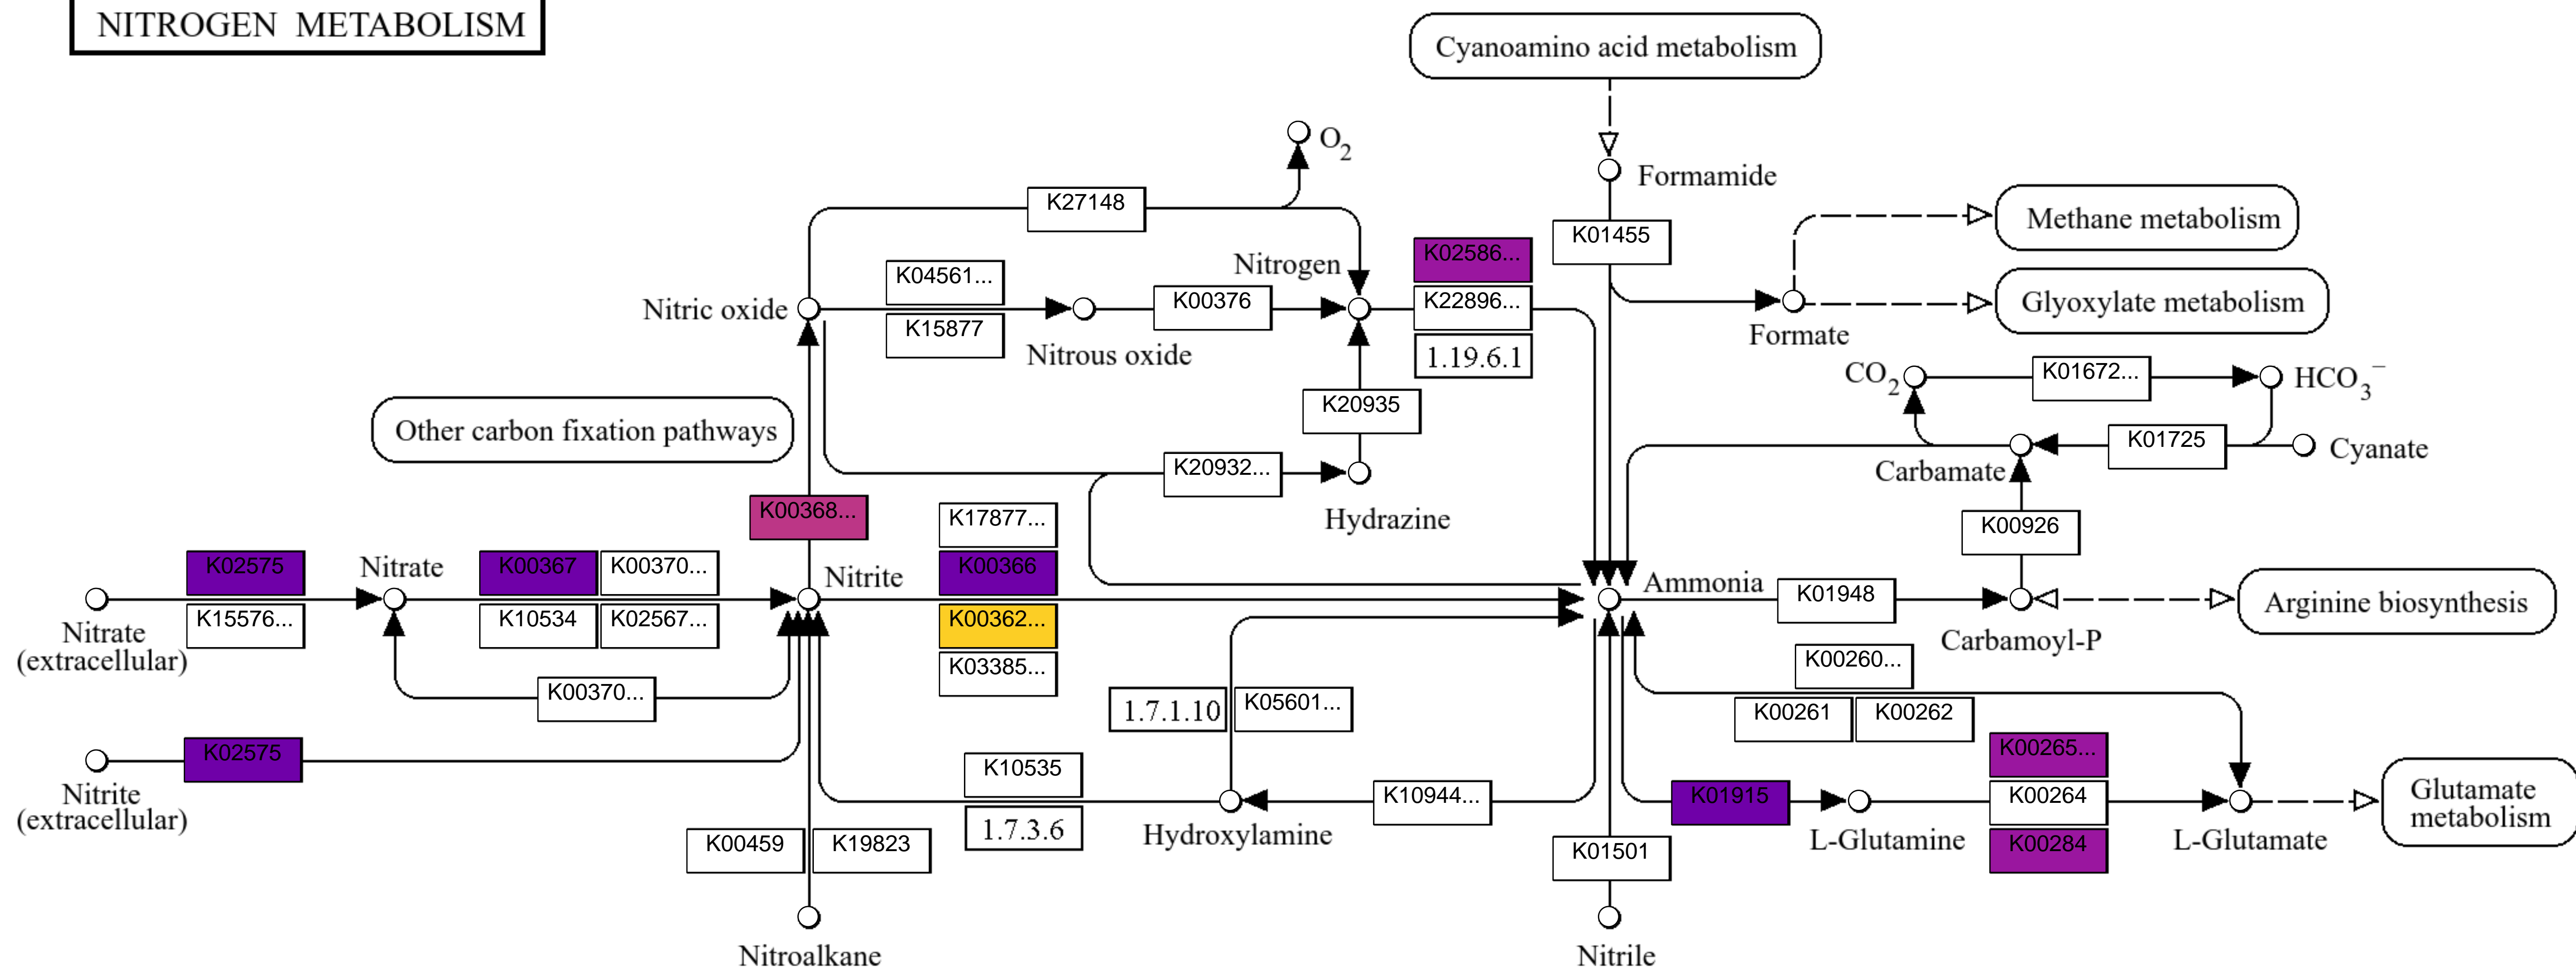 NITROGEN METABOLISM
Cyanoamino acid metabolism
O2
Formamide
K27148
K01455
Methane metabolism
K02586...
Nitrogen
K04561...
Nitric oxide
K00376
K22896...
Glyoxylate metabolism
K15877
Nitrous oxide
Formate
1.19.6.1
CO2
K01672...
HCO3−
K20935
Other carbon fixation pathways
K01725
Cyanate
Carbamate
K20932...
Hydrazine
K00368...
K17877...
K00926
K02575
Nitrate
K00367
K00370...
Nitrite
K00366
Ammonia
K01948
Arginine biosynthesis
Nitrate
(extracellular)
K15576...
K10534
K02567...
K00362...
Carbamoyl-P
K03385...
K00260...
K00370...
1.7.1.10
K05601...
K00261
K00262
K02575
Nitrite
(extracellular)
K10535
K00265...
K10944...
K01915
K00264
Glutamate
metabolism
1.7.3.6
Hydroxylamine
L-Glutamine
L-Glutamate
K00459
K19823
K01501
K00284
Nitroalkane
Nitrile